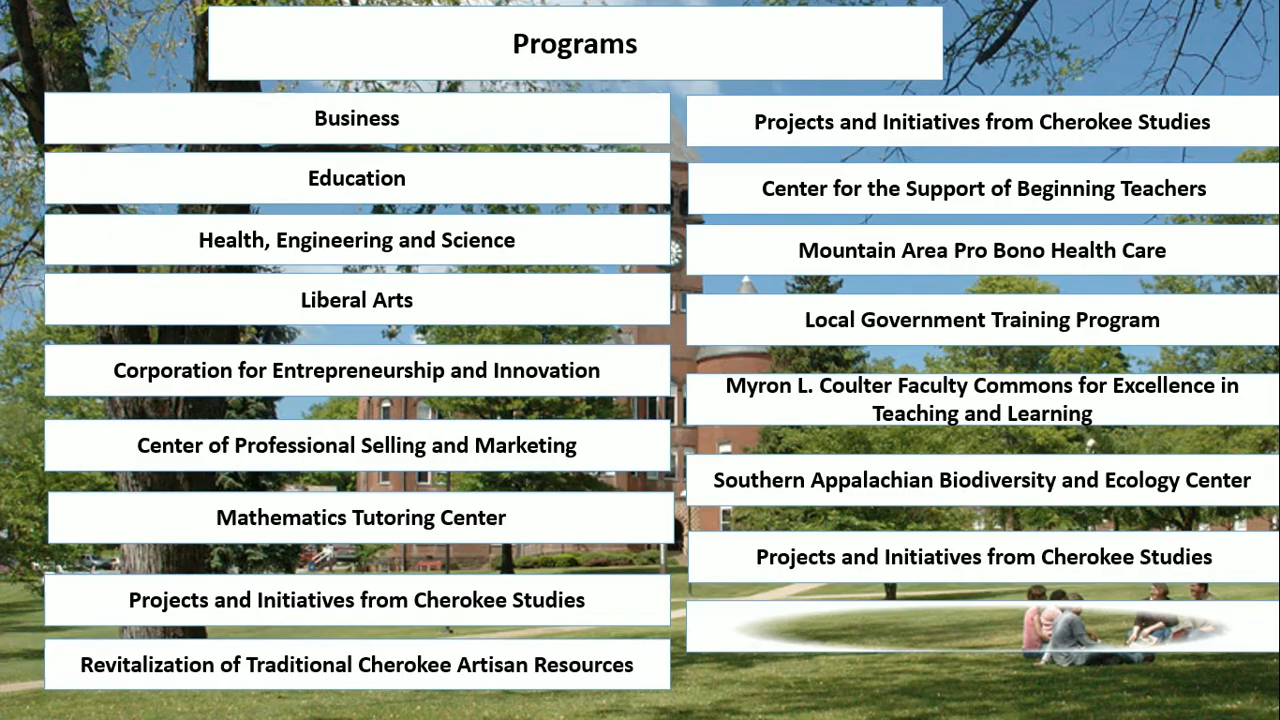 Programs
Business
Education
Health, Engineering and Science
Liberal Arts
Corporation for Entrepreneurship and Innovation
Center of Professional Selling and Marketing
Mathematics Tutoring Center
Projects and Initiatives from Cherokee Studies
Revitalization of Traditional Cherokee Artisan Resources
Projects and Initiatives from Cherokee Studies
Center for the Support of Beginning Teachers
Mountain Area Pro Bono Health Care
Local Government Training Program
Myron L. Coulter Faculty Commons for Excellence in
Teaching and Learning
Southern Appalachian Biodiversity and Ecology Center
Projects and Initiatives from Cherokee Studies